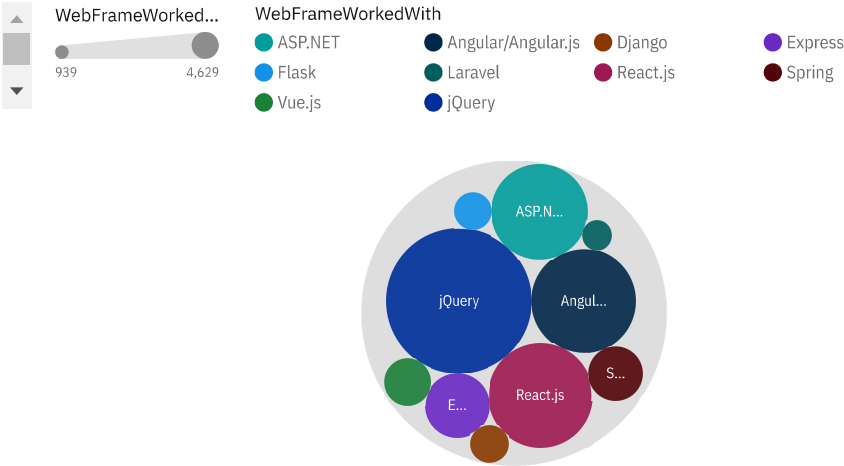 WebFrameWorked...
939 4,629
WebFrameWorkedWith
ASP.NET Angular/Angular.js Django Express
Flask Laravel React.js Spring
Vue.js jQuery
ASP.N...
jQuery Angul...
S...
E... React.js